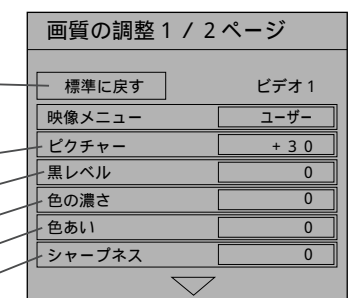 画質の調整1/2ページ
標準に戻す ビデオ1
映像メニュー ユーザー
ピクチャー +30
黒レベル 0
色の濃さ 0
色あい 0
シャープネス 0